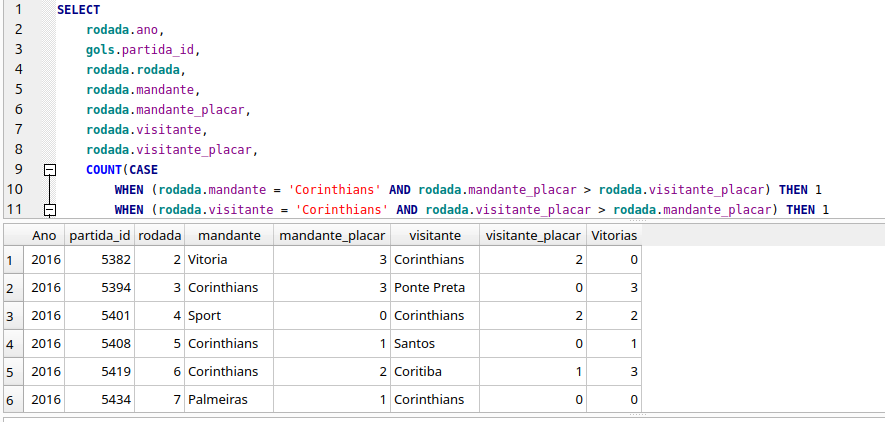 1 SELECT
2 rodada.ano,
3 gols.partida_id,
4 rodada.rodada,
5 rodada.mandante,
6 rodada.mandante_placar,
7 rodada.visitante,
8 rodada.visitante_placar,
9 COUNT(CASE
10 WHEN (rodada.mandante = 'Corinthians' AND rodada.mandante_placar > rodada.visitante_placar) THEN 1
11 WHEN (rodada.visitante = 'Corinthians' AND rodada.visitante_placar > rodada.mandante_placar) THEN 1
Ano partida_id rodada mandante mandante_placar visitante visitante_placar Vitorias
1 2016 5382 2 Vitoria 3 Corinthians 2 0
2 2016 5394 3 Corinthians 3 Ponte Preta 0 3
3 2016 5401 4 Sport 0 Corinthians 2 2
4 2016 5408 5 Corinthians 1 Santos 0 1
5 2016 5419 6 Corinthians 2 Coritiba 1 3
6 2016 5434 7 Palmeiras 1 Corinthians 0 0